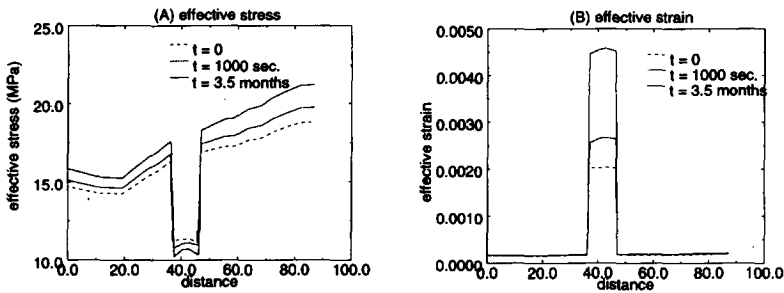 (A) effective stress
25.0
20.0
15.0
10.0
effective stress (MPa)
t = 0
t = 1000 sec.
t = 3.5 months
0.0 20.0 40.0 60.0 80.0 100.0
distance
(B) effective strain
0.0050
0.0040
0.0030
0.0020
0.0010
0.0000
effective strain
t = 0
t = 1000 sec.
t = 3.5 months
0.0 20.0 40.0 60.0 80.0 100.0
distance